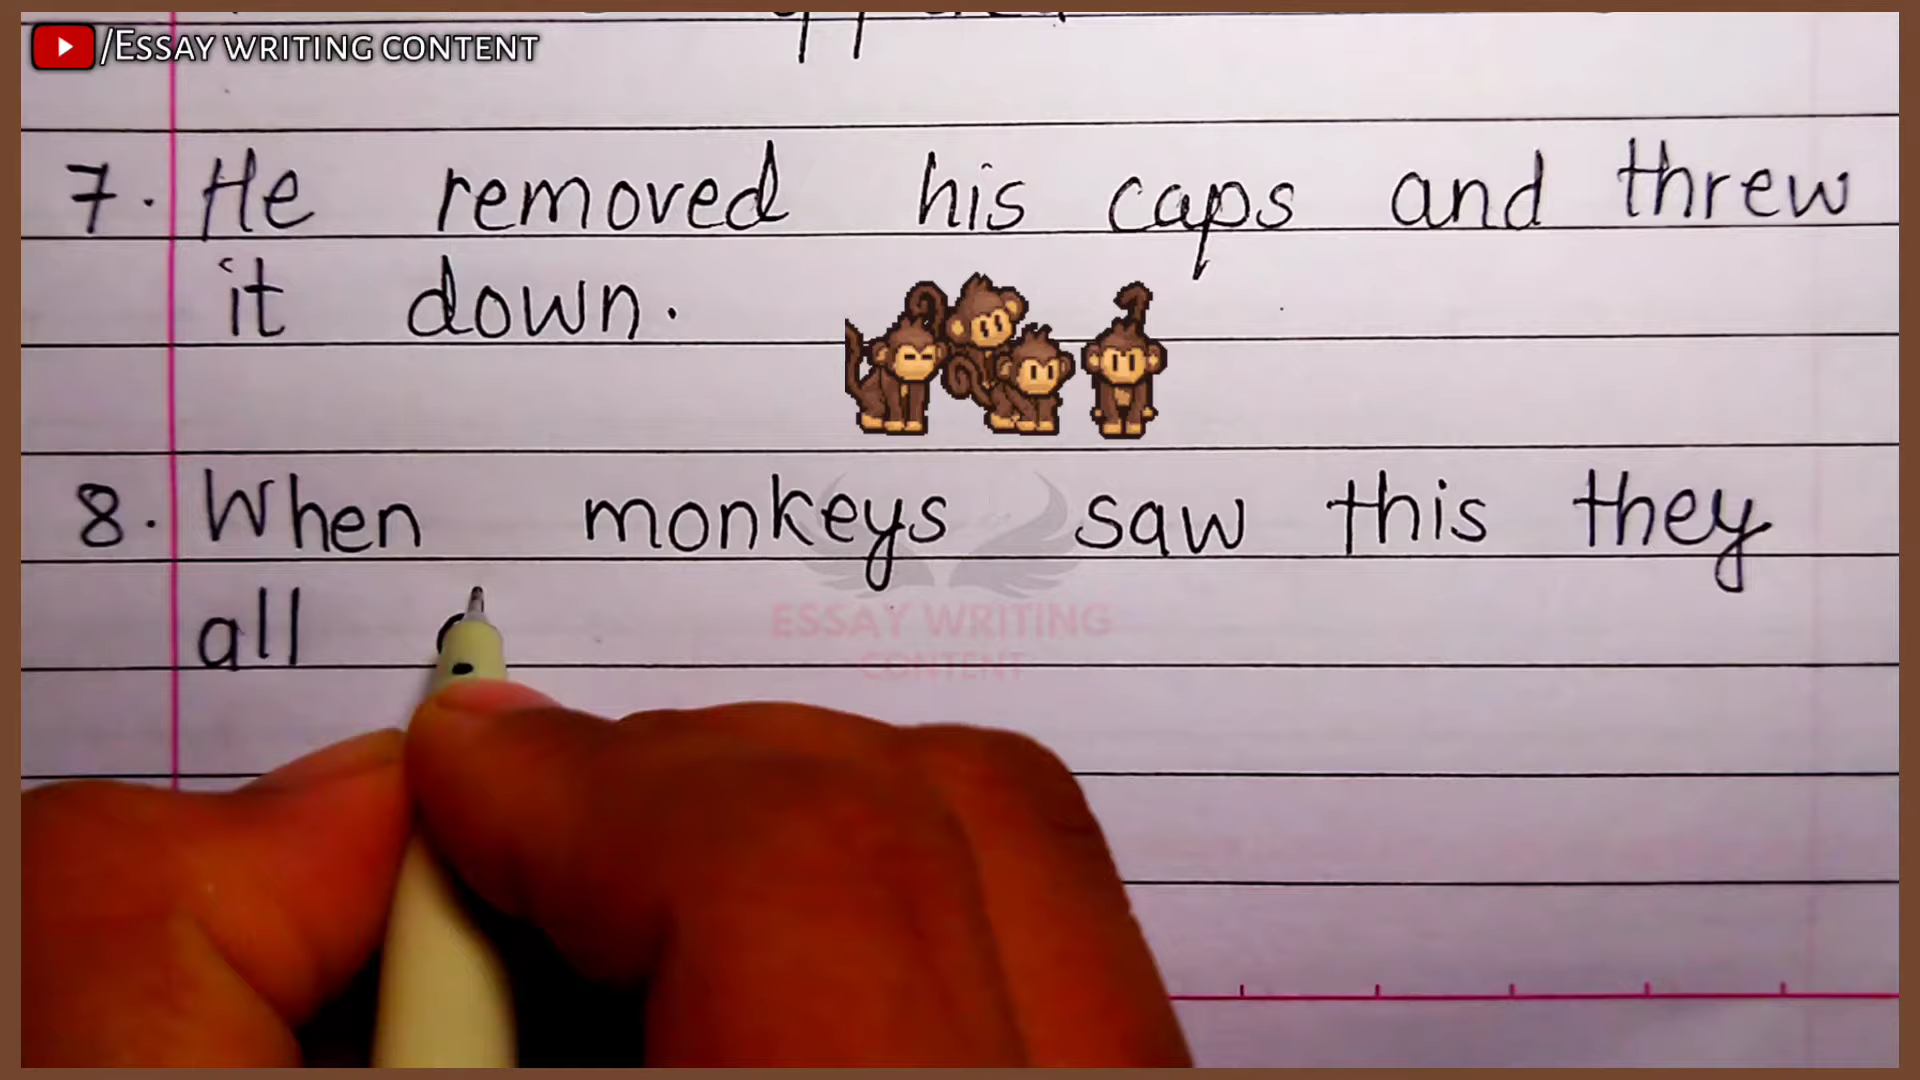 /ESSAY WRITING CONTENT
7. He removed his caps and threw
it down.
8. When monkeys saw this they
all
ESSAY WRITING
CONTENT